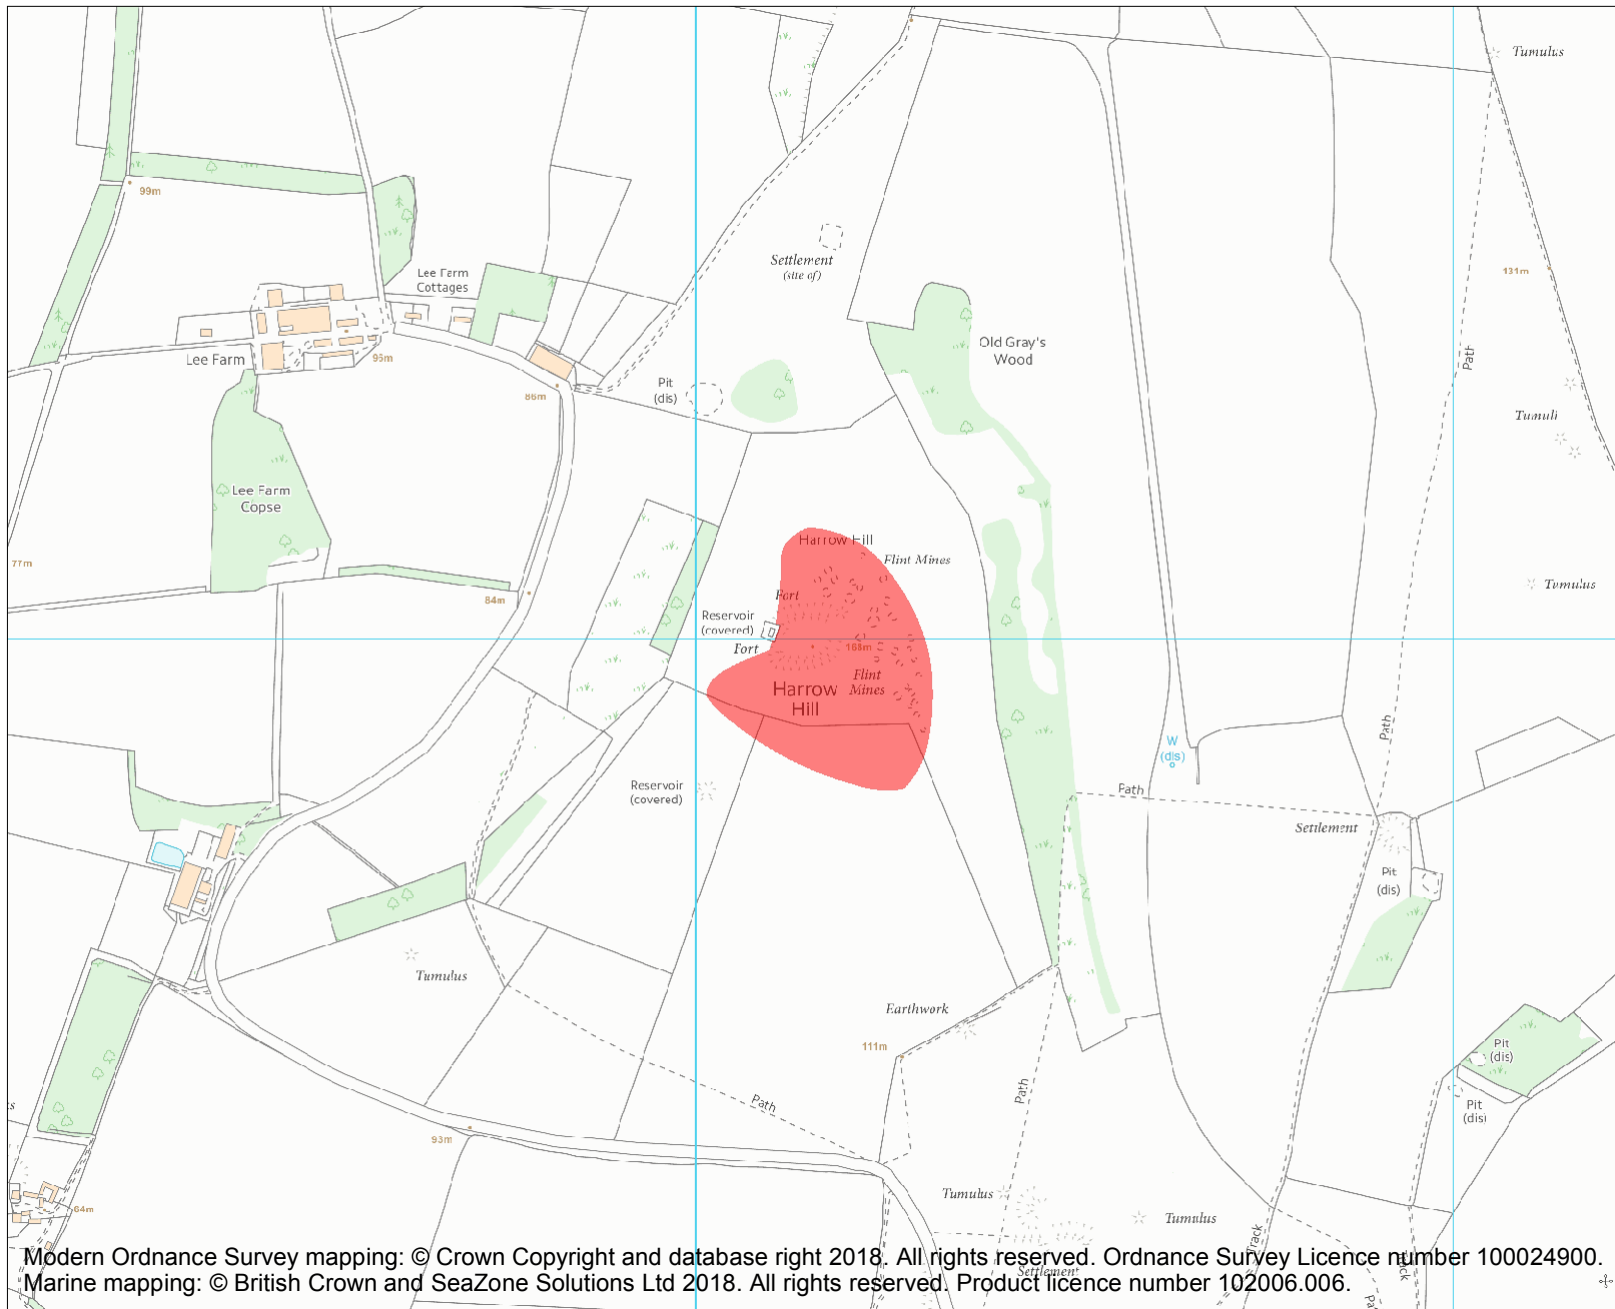 Tumulus
99m
Settlement
(site of)
131m
Lee Farm
Cottages
Lee Farm
96m
Old Gray's
Wood
Path
Pit
(dis)
86m
Tumuli
Lee Farm
Copse
Harrow Hill
Flint Mines
77m
Tumulus
84m
Fort
Reservoir
(covered)
Fort
168m
Flint
Mines
Harrow
Hill
Path
W
(dis)
Reservoir
(covered)
Path
Settlement
Pit
(dis)
Tumulus
Earthwork
111m
Pit
(dis)
Path
Path
Pit
(dis)
93m
Tumulus
Tumulus
64m
Track
Modern Ordnance Survey mapping: © Crown Copyright and database right 2018. All rights reserved. Ordnance Survey Licence number 100024900.
Settlement
Marine mapping: © British Crown and SeaZone Solutions Ltd 2018. All rights reserved. Product licence number 102006.006.